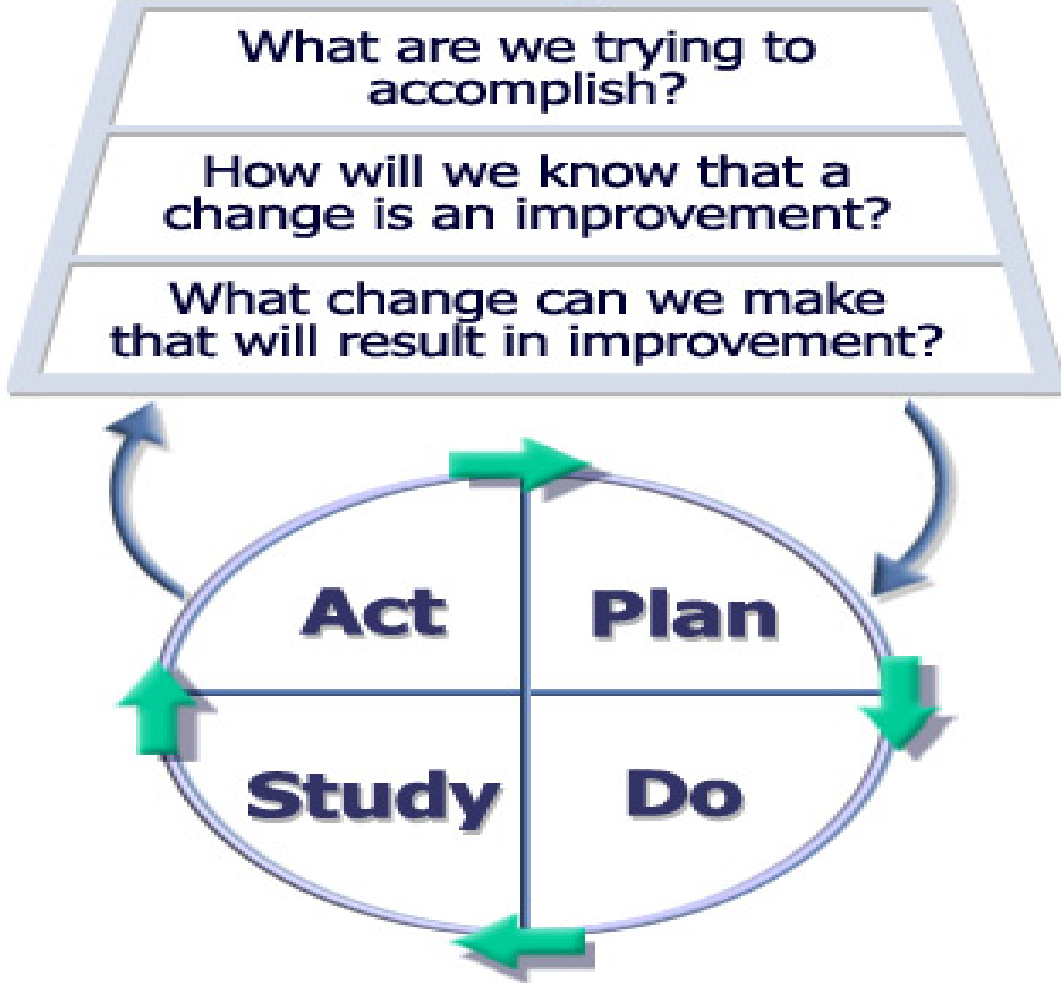 What are we trying to
accomplish?
How will we know that a
change is an improvement?
What change can we make
that will result in improvement?
Act
Plan
Study
Do